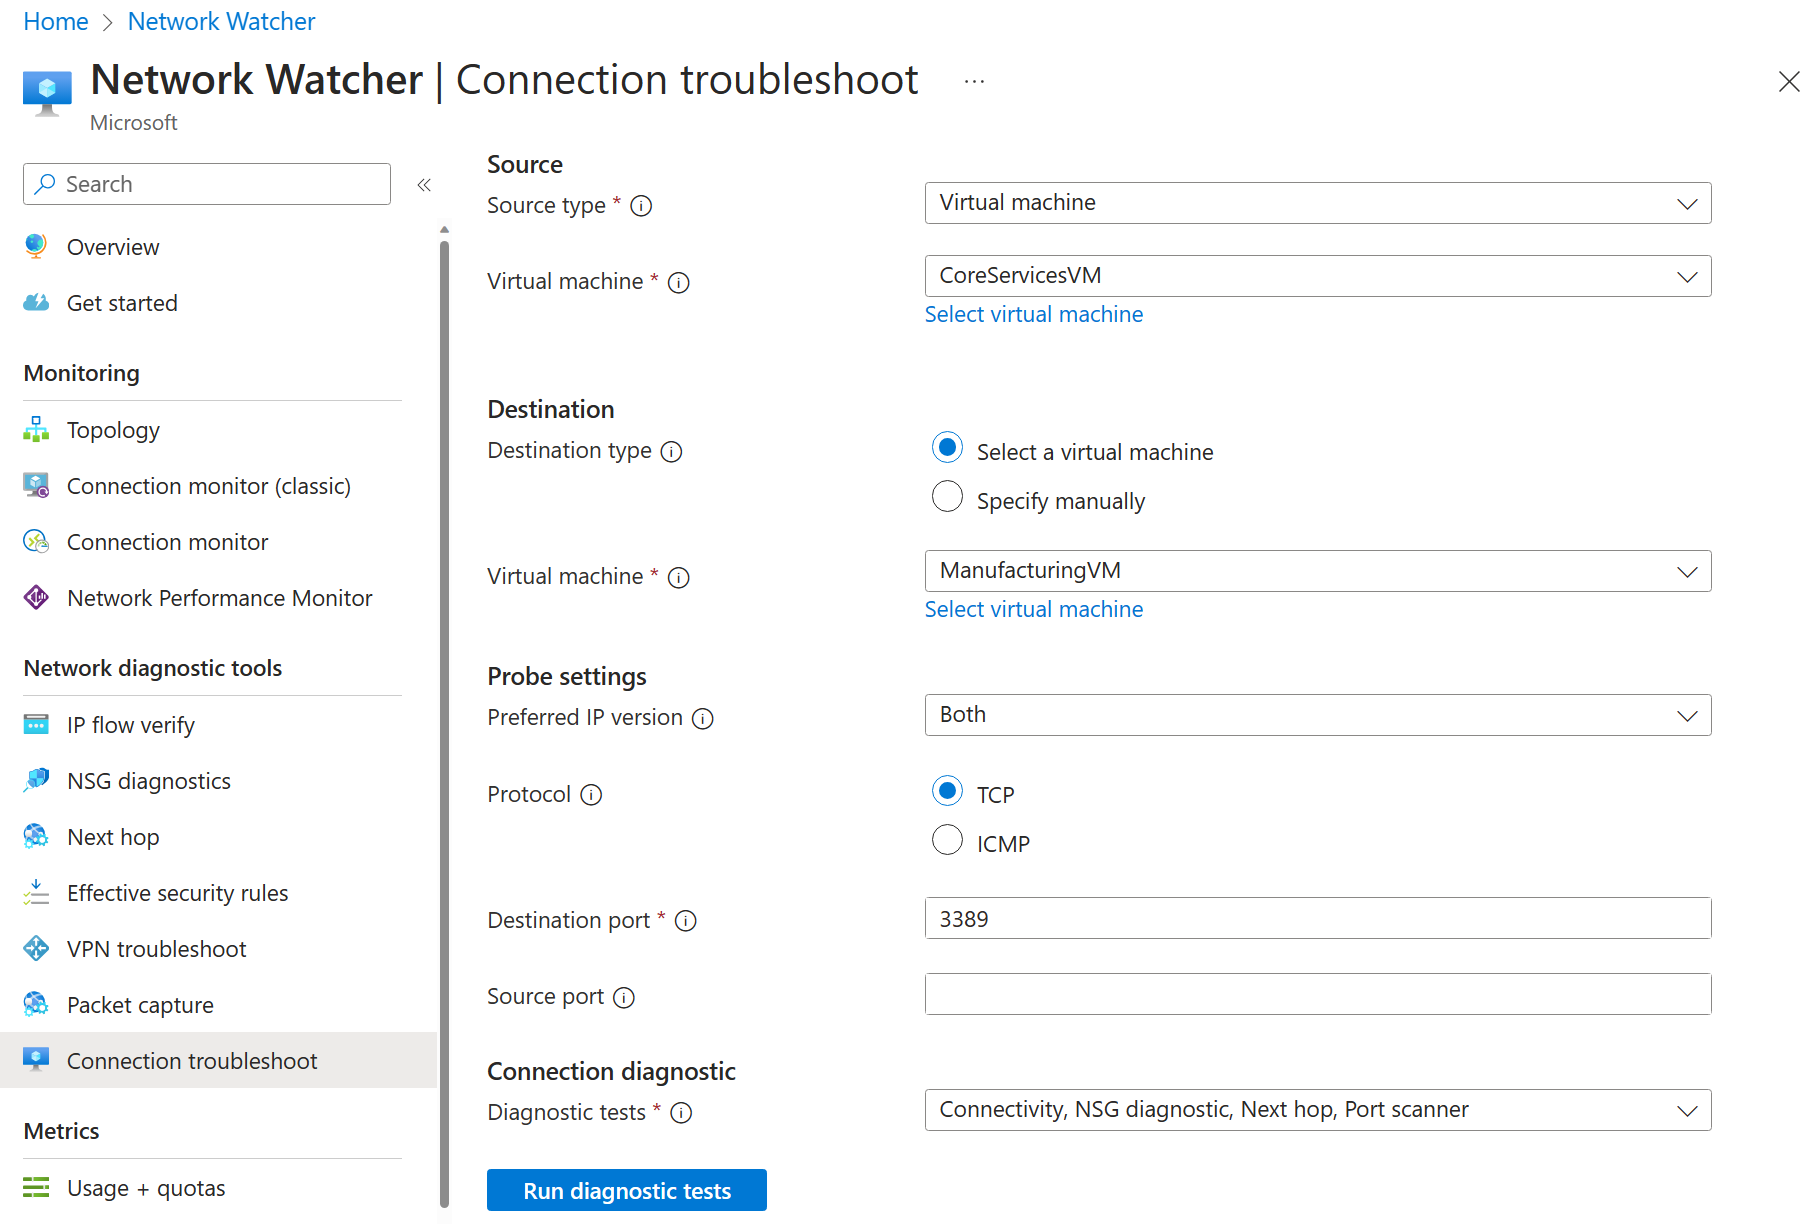 Home > Network Watcher
Network Watcher | Connection troubleshoot ...
Microsoft
Search
«
Overview
Get started
Monitoring
Topology
Connection monitor (classic)
Connection monitor
Network Performance Monitor
Network diagnostic tools
IP flow verify
NSG diagnostics
Next hop
Effective security rules
VPN troubleshoot
Packet capture
Connection troubleshoot
Metrics
Usage + quotas
Source
Source type *
Virtual machine
Virtual machine *
CoreServicesVM
Select virtual machine
Destination
Destination type
Select a virtual machine
Specify manually
Virtual machine *
ManufacturingVM
Select virtual machine
Probe settings
Preferred IP version
Both
Protocol
TCP
ICMP
Destination port *
3389
Source port
Connection diagnostic
Diagnostic tests *
Connectivity, NSG diagnostic, Next hop, Port scanner
Run diagnostic tests